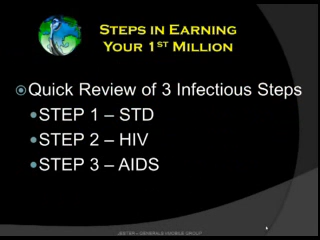 STEPS IN EARNING
YOUR 1ST MILLION
Quick Review of 3 Infectious Steps
STEP 1 – STD
STEP 2 – HIV
STEP 3 – AIDS